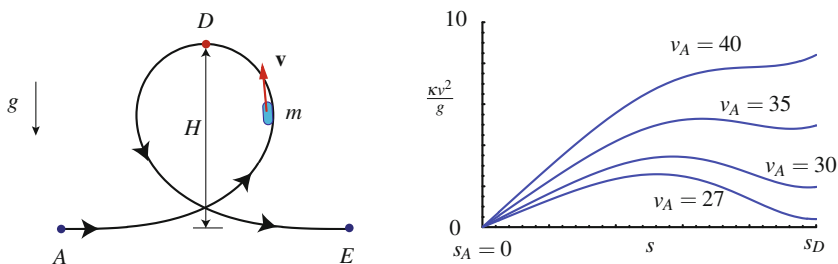 D
v
g
H
m
A
E
10
κv²/g
0
v_A = 40
v_A = 35
v_A = 30
v_A = 27
s_A = 0
s
s_D